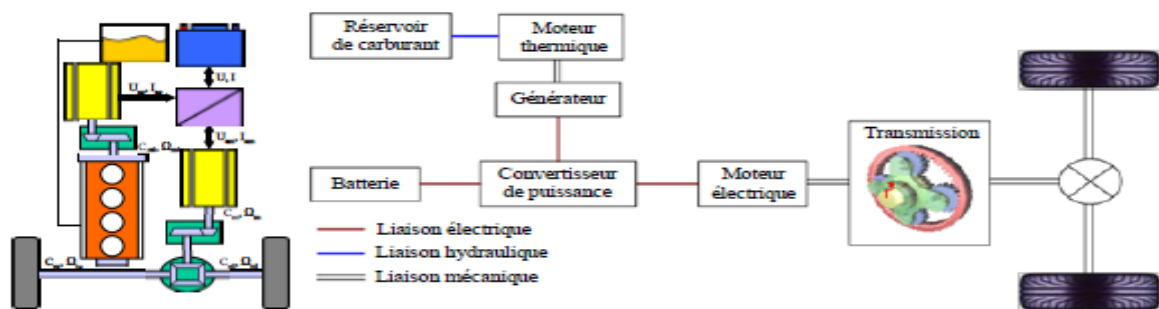 U, I
Réservoir
de carburant
Moteur
thermique
Générateur
Batterie
Convertisseur
de puissance
Moteur
électrique
Transmission
Liaison électrique
Liaison hydraulique
Liaison mécanique